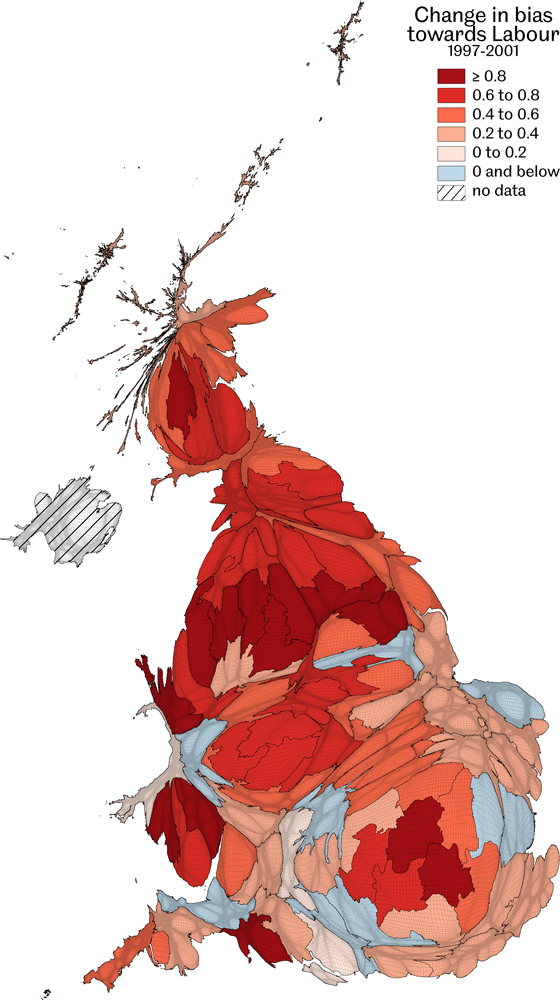 Change in bias
towards Labour
1997-2001
≥ 0.8
0.6 to 0.8
0.4 to 0.6
0.2 to 0.4
0 to 0.2
0 and below
no data